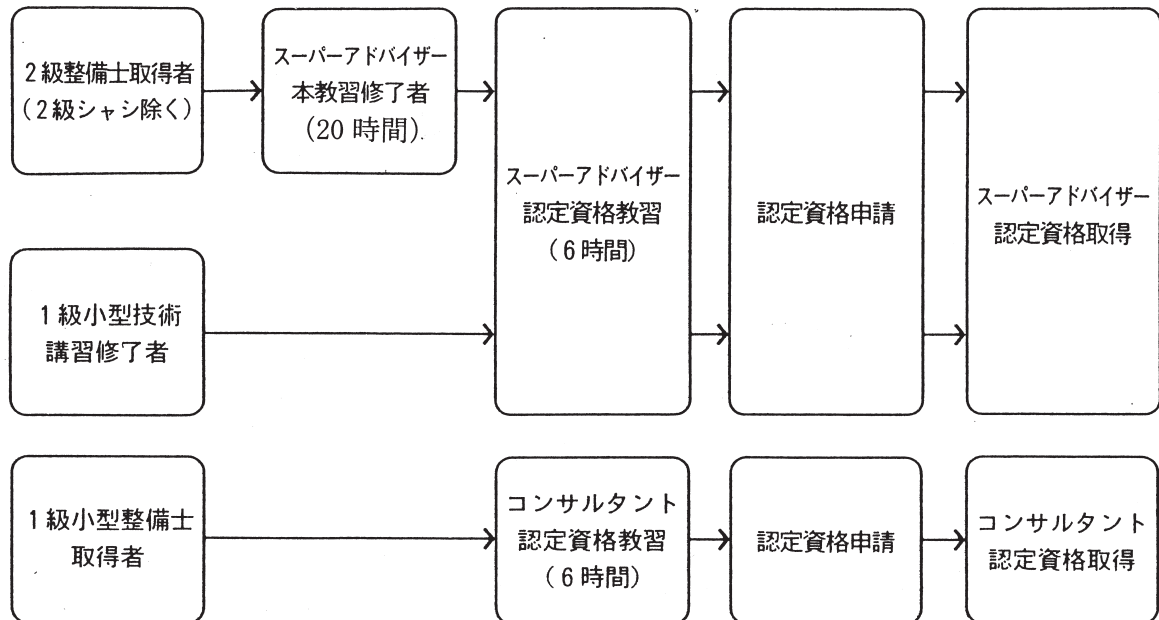 2級整備士取得者
(2級シャシ除く)
スーパーアドバイザー
本教習修了者
(20時間)
スーパーアドバイザー
認定資格教習
(6時間)
認定資格申請
スーパーアドバイザー
認定資格取得
1級小型技術
講習修了者
1級小型整備士
取得者
コンサルタント
認定資格教習
(6時間)
認定資格申請
コンサルタント
認定資格取得